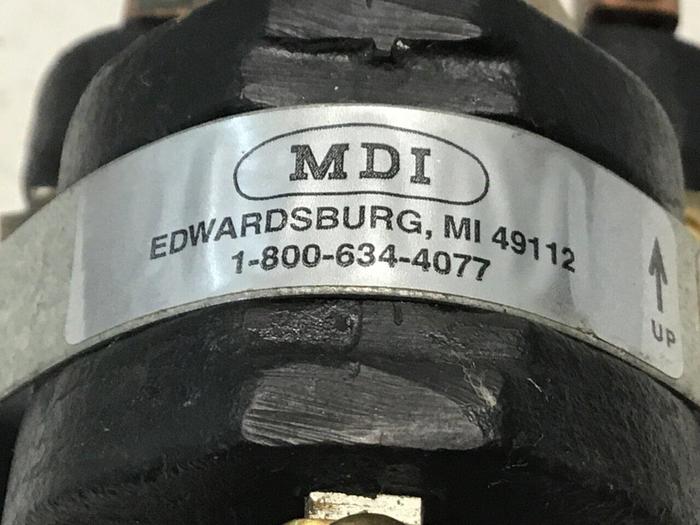 MDI
EDWARDSBURG, MI 49112
1-800-634-4077
UP